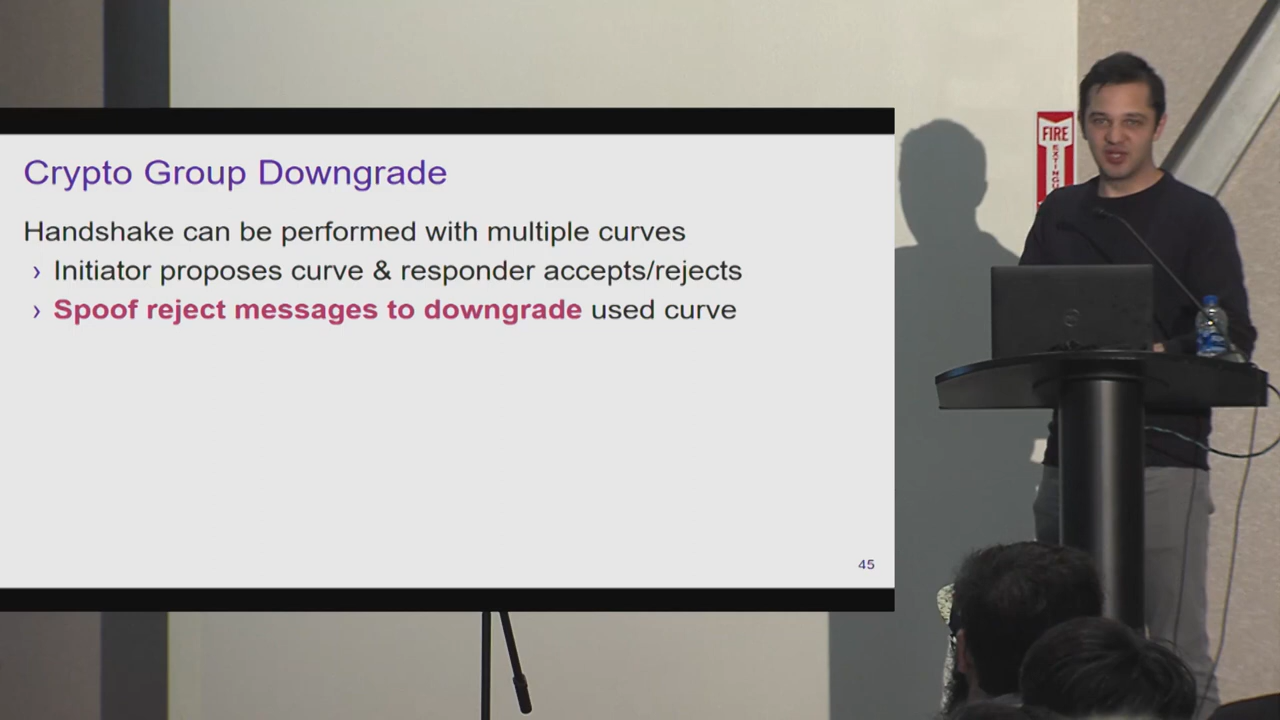 Crypto Group Downgrade
Handshake can be performed with multiple curves
› Initiator proposes curve & responder accepts/rejects
› Spoof reject messages to downgrade used curve
45
FIRE